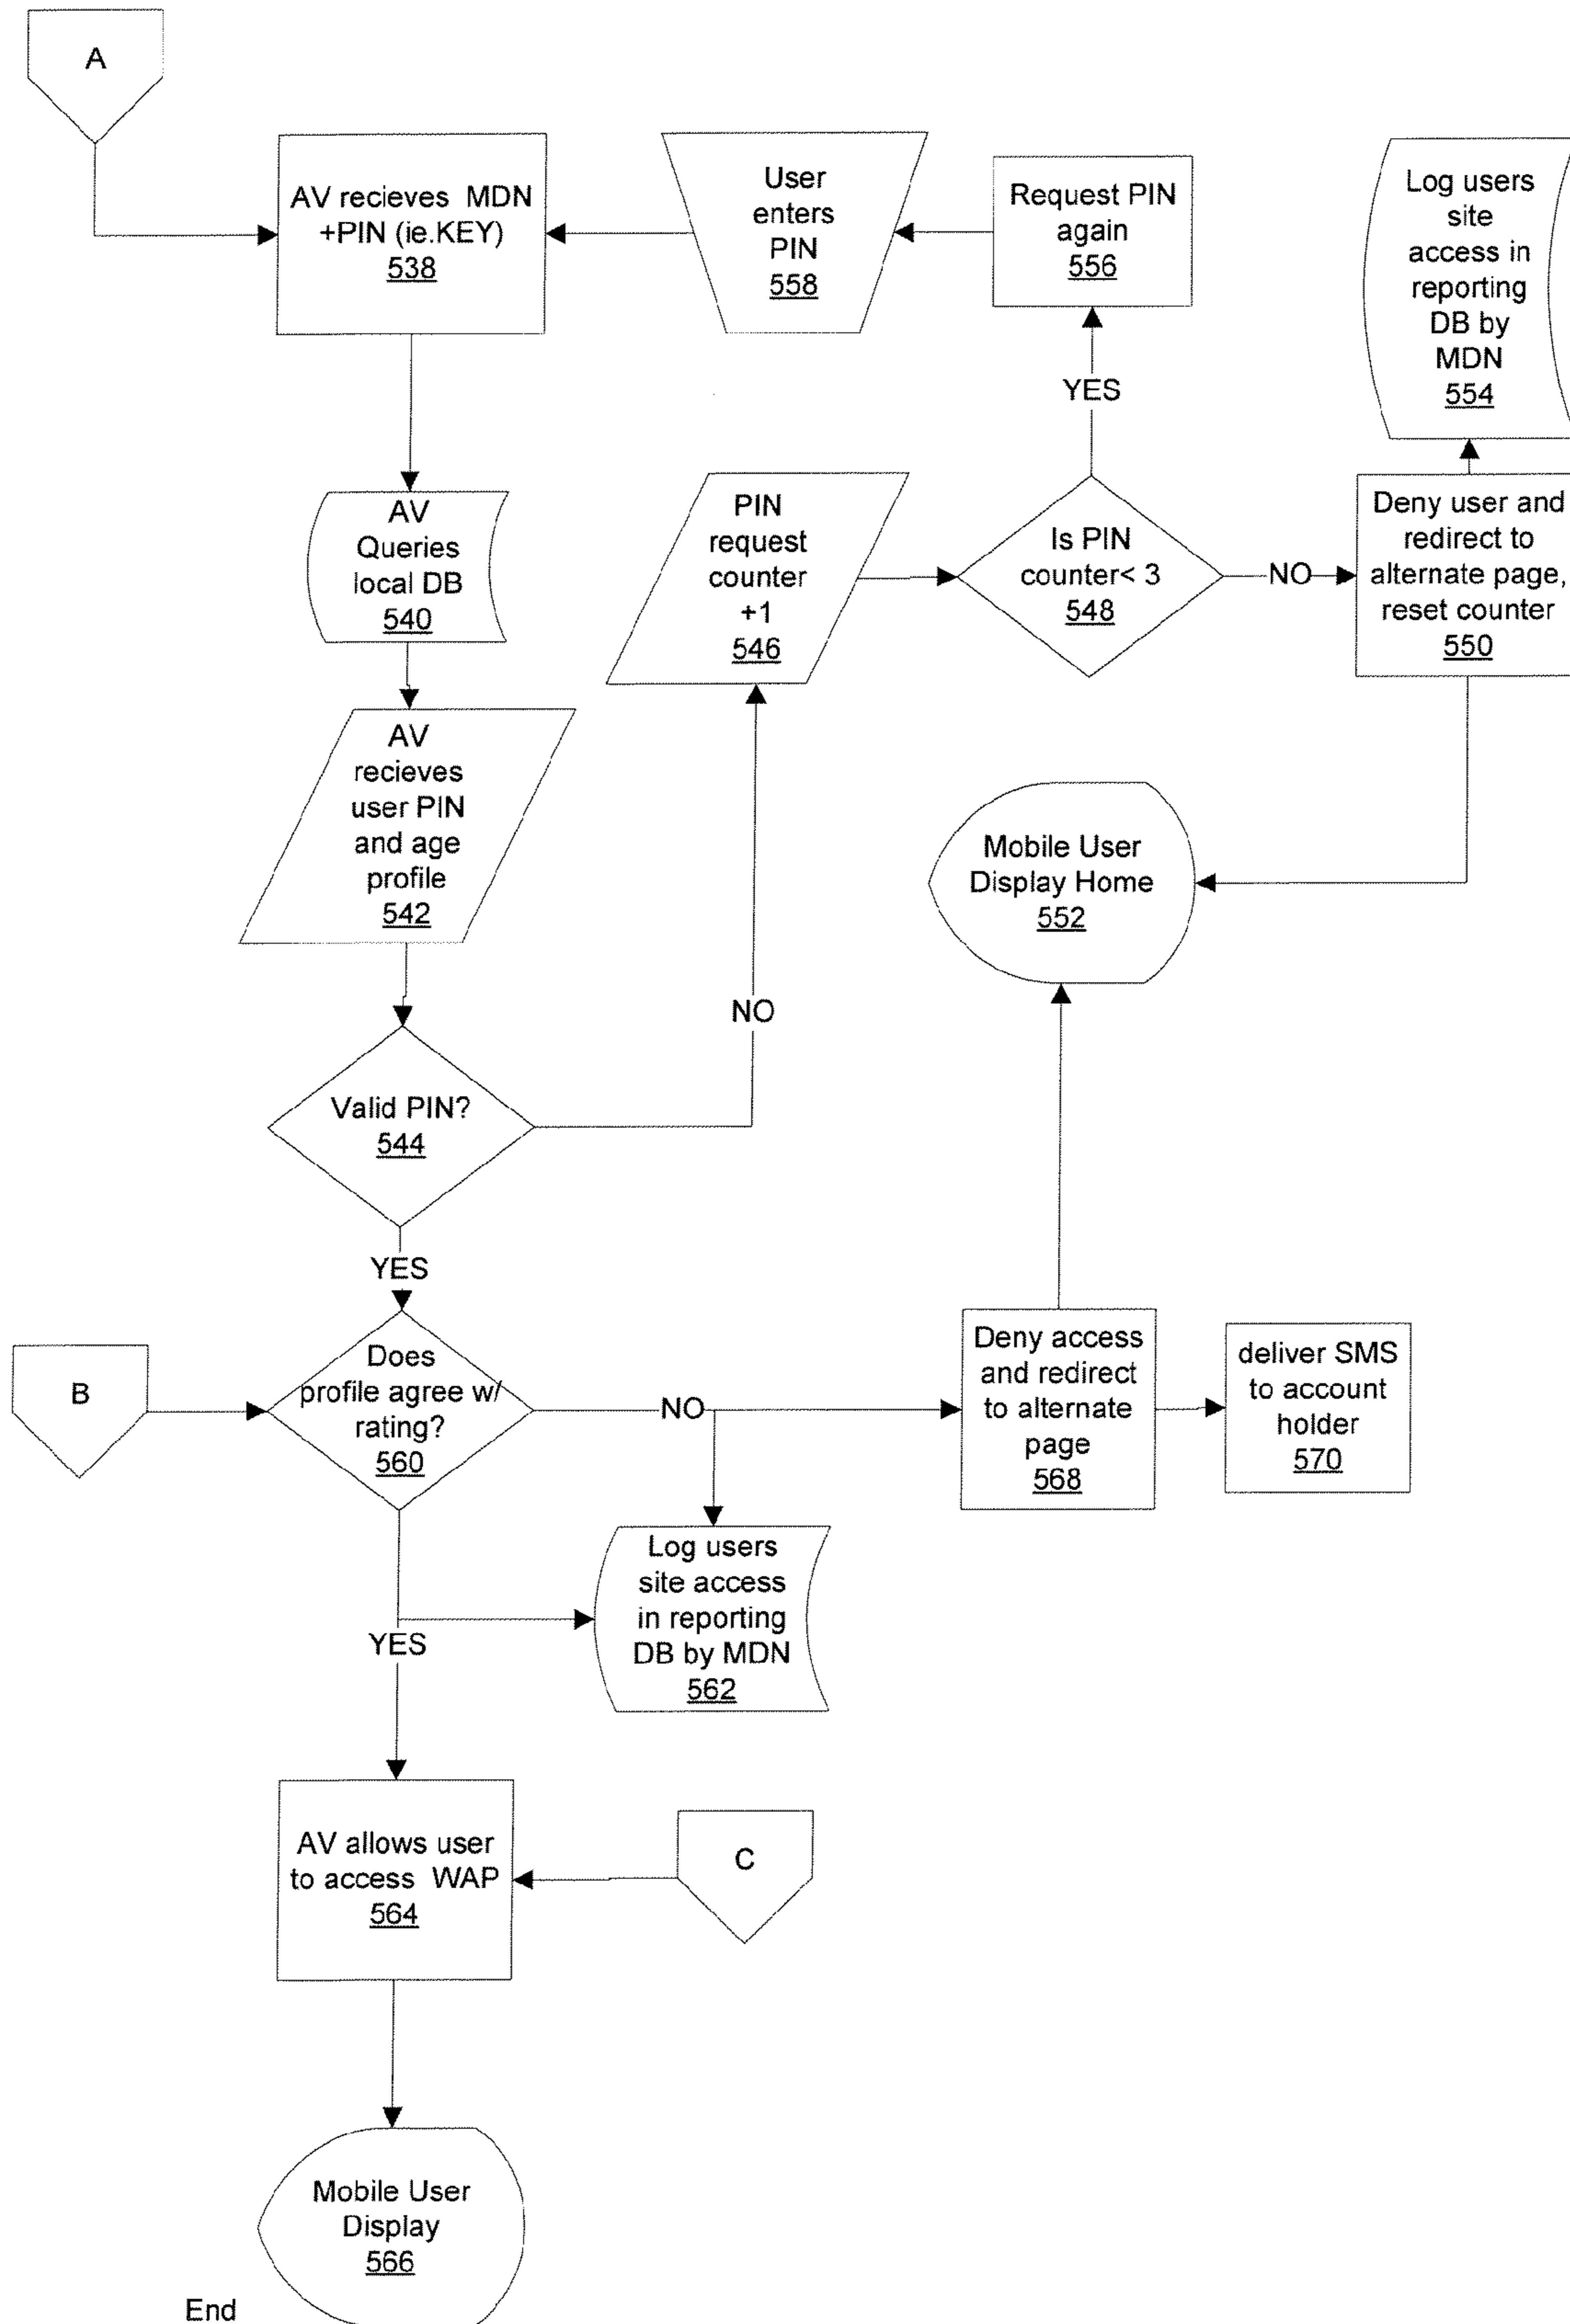 A
AV recieves MDN
+PIN (ie.KEY)
538
User
enters
PIN
558
Request PIN
again
556
Log users
site
access in
reporting
DB by
MDN
554
YES
AV
Queries
local DB
540
PIN
request
counter
+1
546
Is PIN
counter< 3
548
NO
Deny user and
redirect to
alternate page,
reset counter
550
AV
recieves
user PIN
and age
profile
542
Mobile User
Display Home
552
NO
Valid PIN?
544
YES
B
Does
profile agree w/
rating?
560
NO
Deny access
and redirect
to alternate
page
568
deliver SMS
to account
holder
570
Log users
site access
in reporting
DB by MDN
562
YES
AV allows user
to access WAP
564
C
Mobile User
Display
566
End